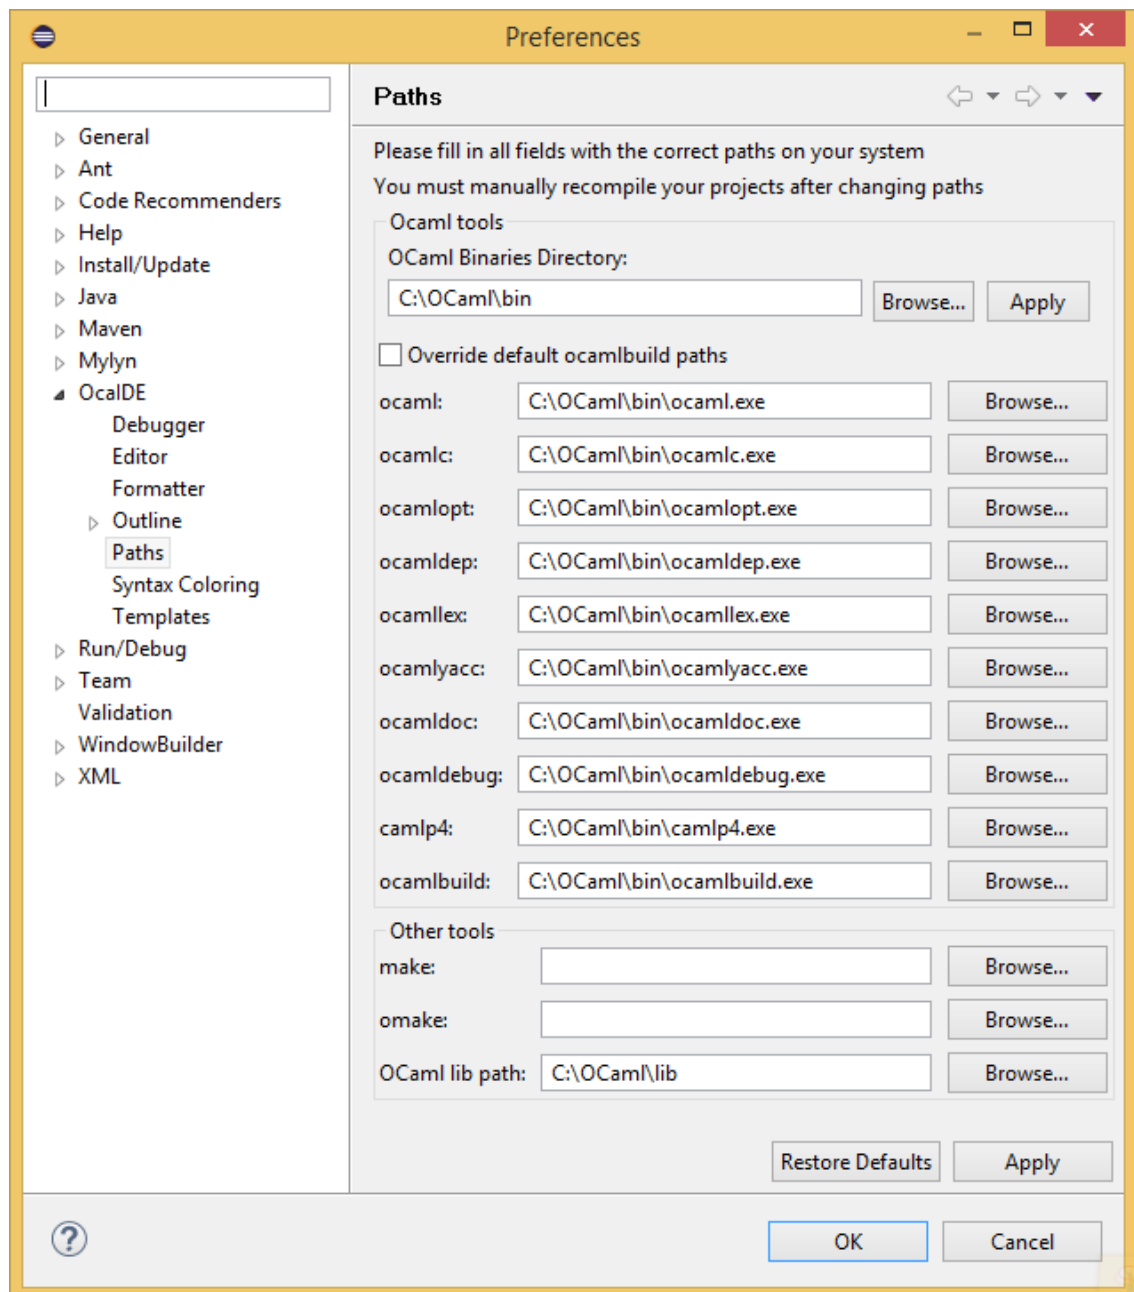 Preferences
General
Ant
Code Recommenders
Help
Install/Update
Java
Maven
Mylyn
OcaIDE
Debugger
Editor
Formatter
Outline
Paths
Syntax Coloring
Templates
Run/Debug
Team
Validation
WindowBuilder
XML
Paths
Please fill in all fields with the correct paths on your system
You must manually recompile your projects after changing paths
Ocaml tools
OCaml Binaries Directory:
C:\OCaml\bin Browse... Apply
Override default ocamlbuild paths
ocaml: C:\OCaml\bin\ocaml.exe Browse...
ocamlc: C:\OCaml\bin\ocamlc.exe Browse...
ocamlopt: C:\OCaml\bin\ocamlopt.exe Browse...
ocamldep: C:\OCaml\bin\ocamldep.exe Browse...
ocamllex: C:\OCaml\bin\ocamllex.exe Browse...
ocamlyacc: C:\OCaml\bin\ocamlyacc.exe Browse...
ocamldoc: C:\OCaml\bin\ocamldoc.exe Browse...
ocamldebug: C:\OCaml\bin\ocamldebug.exe Browse...
camlp4: C:\OCaml\bin\camlp4.exe Browse...
ocamlbuild: C:\OCaml\bin\ocamlbuild.exe Browse...
Other tools
make: Browse...
omake: Browse...
OCaml lib path: C:\OCaml\lib Browse...
Restore Defaults Apply
? OK Cancel